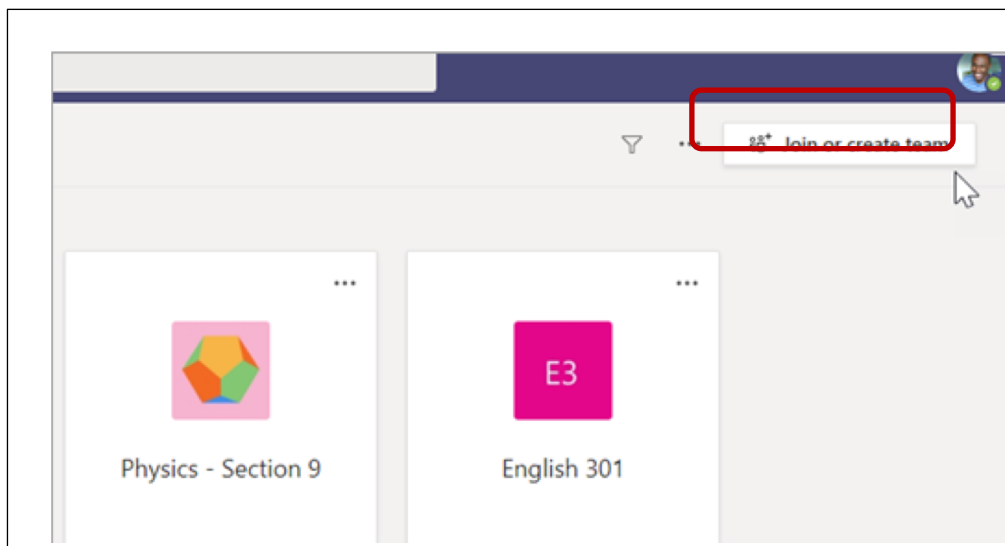 Join or create team
E3
Physics - Section 9
English 301